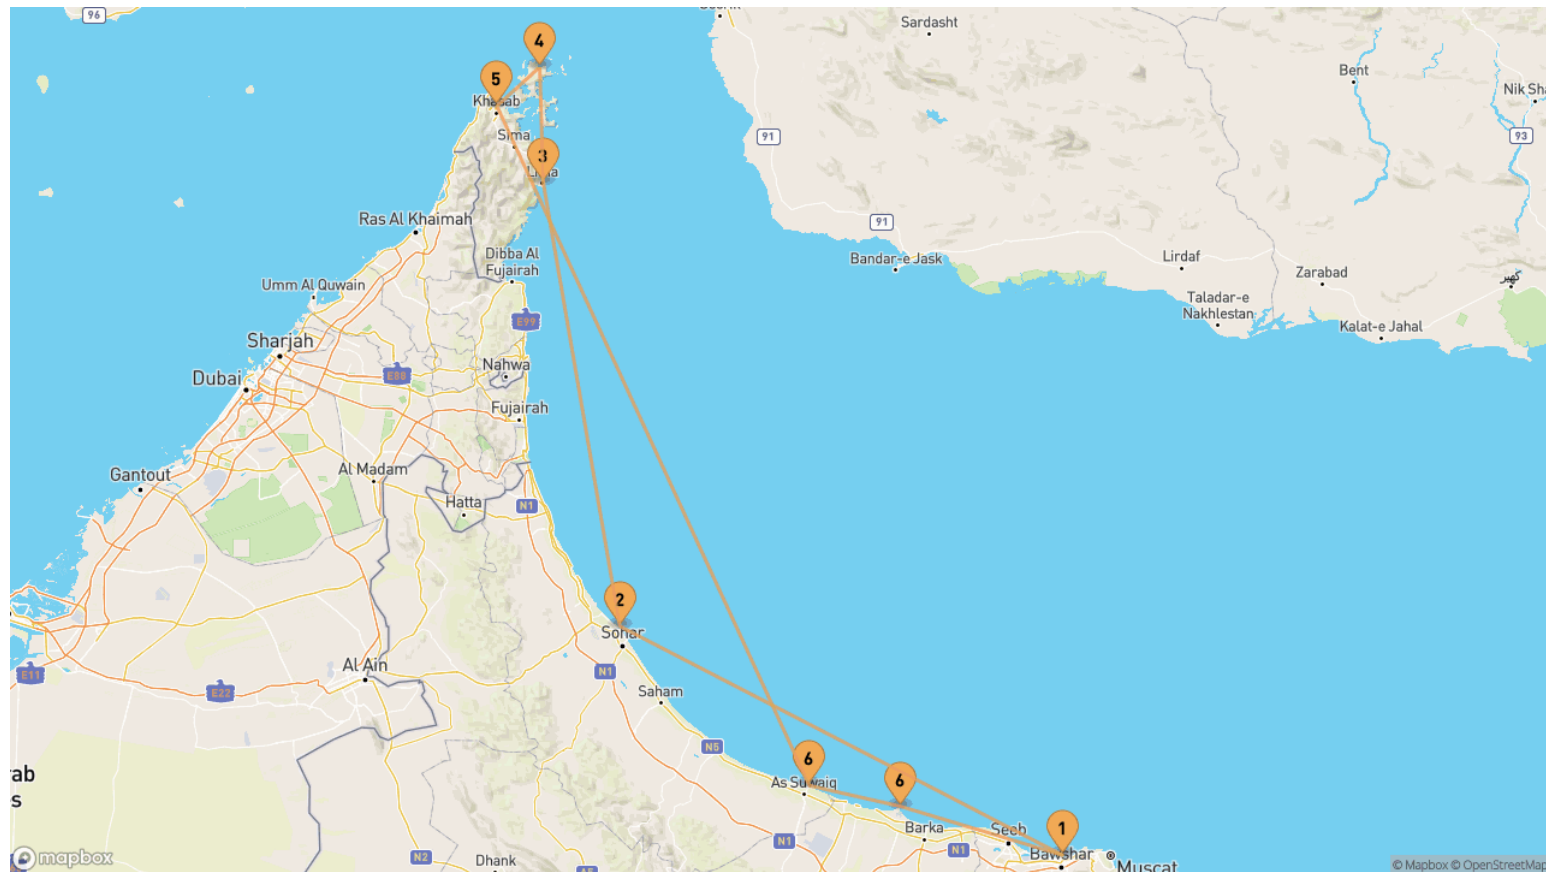 96
Sardasht
4
Bent
5
Nik Sha
Khasab
91
93
Sima
3
Lima
Ras Al Khaimah
91
Dibba Al
Fujairah
Bandar-e Jask
Lirdaf
Zarabad
كهير
Umm Al Quwain
Taladar-e
Nakhlestan
E99
Kalat-e Jahal
Sharjah
Nahwa
Dubai
E88
Fujairah
Al Madam
Gantout
Hatta
N1
2
Sohar
Al Ain
N1
E11
E22
Saham
N5
6
rab
s
As Suwaiq
6
Barka
Seeb
1
N1
N1
Bawshar
mapbox
N2
Dhank
Muscat
© Mapbox © OpenStreetMap